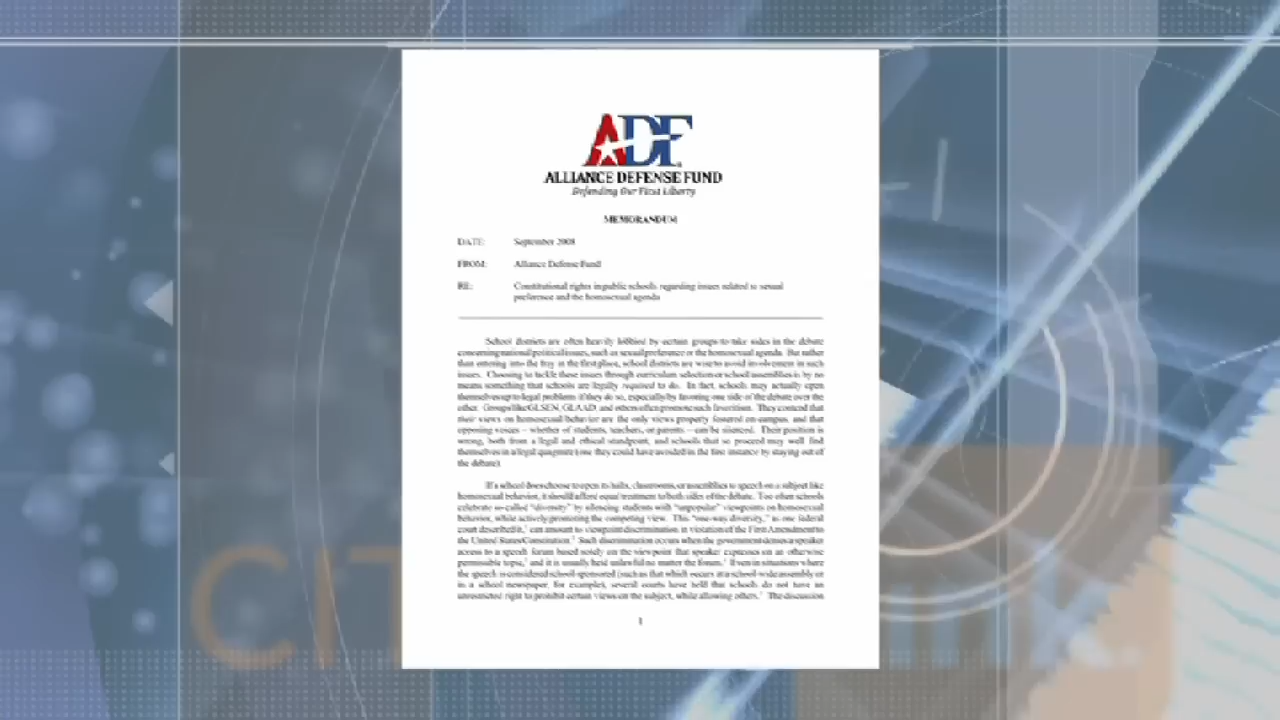 ADF
ALLIANCE DEFENSE FUND
Defending Our First Liberty
MEMORANDUM
DATE: September 2008
FROM: Alliance Defense Fund
RE: Constitutional rights in public schools regarding issues related to sexual
preference and the homosexual agenda
School districts are often heavily lobbied by certain groups to take sides in the debate
concerning national political issues, such as sexual preference or the homosexual agenda. But rather
than entering into the fray in the first place, school districts are wise to avoid involvement in such
issues. Choosing to tackle these issues through curriculum selection or school assemblies is by no
means something that schools are legally required to do. In fact, schools may actually open
themselves up to legal problems if they do so, especially by favoring one side of the debate over the
other. Groups like GLSEN, GLAAD and others often promote such favoritism. They contend that
their views on homosexual behavior are the only views properly fostered on campus, and that
opposing voices – whether of students, teachers, or parents – can be silenced. Their position is
wrong, both from a legal and ethical standpoint, and schools that so proceed may well find
themselves in a legal quagmire (one they could have avoided in the first instance by staying out of
the debate).
If a school does choose to open its halls, classrooms, or assemblies to speech on a subject like
homosexual behavior, it should afford equal treatment to both sides of the debate. Too often schools
celebrate so-called "diversity" by silencing students with "unpopular" viewpoints on homosexual
behavior, while actively promoting the competing view. This "one-way diversity," as one federal
court described it, can amount to viewpoint discrimination in violation of the First Amendment to
the United States Constitution. Such discrimination occurs when the government denies a speaker
access to a speech forum based solely on the viewpoint that speaker expresses on an otherwise
permissible topic, and it is usually held unlawful no matter the forum. Even in situations where
the speech is considered school-sponsored (such as that which occurs at a school-wide assembly or
in a school newspaper, for example), several courts have held that schools do not have an
unrestricted right to prohibit certain views on the subject, while allowing others. The discussion
1
CIT